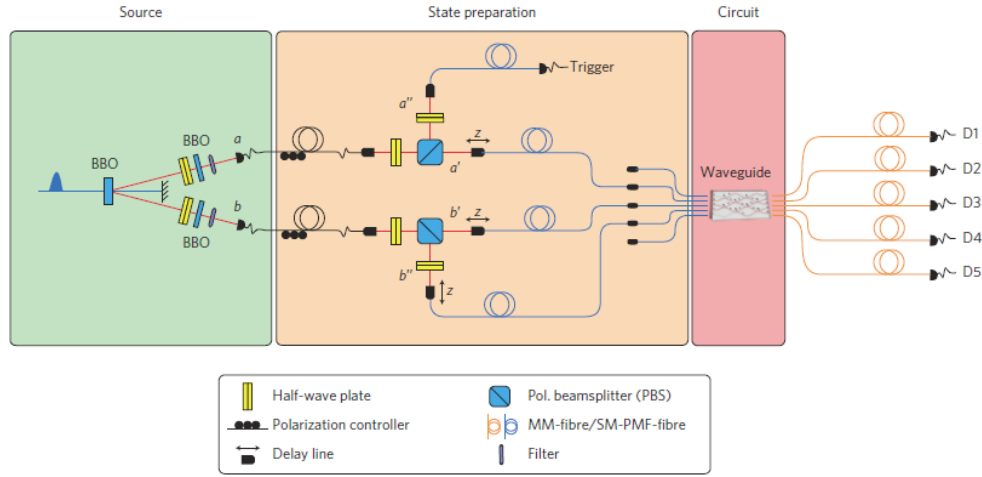 Source
State preparation
Circuit
Trigger
a"
BBO
a
z
D1
BBO
a'
Waveguide
D2
b
b'
z
D3
BBO
D4
b"
z
D5
Half-wave plate
Pol. beamsplitter (PBS)
Polarization controller
MM-fibre/SM-PMF-fibre
Delay line
Filter